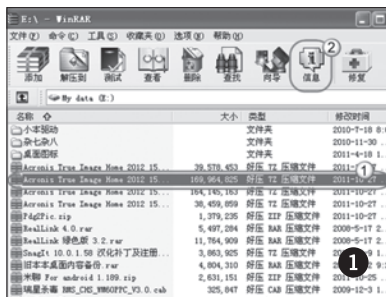 E:\ - WinRAR
文件(F) 命令(C) 工具(S) 收藏夹(O) 选项(N) 帮助(H)
②
添加 解压到 测试 查看 删除 查找 向导 信息 修复
My data (E:)
名称 大小 类型 修改时间
小本驱动 文件夹 2010-7-18 8:0
杂七杂八 文件夹 2010-11-30
桌面图标 文件夹 2011-4-18 1..
Acronis True Image Home 2012 15... 39,578,453 好压 7Z 压缩文件 2011-
Acronis True Image Home 2012 15... 169,964,825 好压 7Z 压缩文件 2011-10-27 ①
Acronis True Image Home 2012 15... 164,145,163 好压 7Z 压缩文件 2011-10-27
Acronis True Image Home 2012 15... 38,459,859 好压 7Z 压缩文件 2011-10-27 ..
PdgPic.zip 1,379,235 好压 ZIP 压缩文件 2011-10-27 ..
RealLink 4.0.rar 5,497,284 好压 RAR 压缩文件 2008-5-17 2.
RealLink 绿色版 3.2.rar 11,764,909 好压 RAR 压缩文件 2008-5-17
SnagIt 10.0.1.58 汉化补丁及注册... 3,863,925 好压 7Z 压缩文件
旧本本桌面内容备份.rar 4,804,310 好压 RAR 压缩文件
米聊 For android 1.189.zip 2,631,151 好压 ZIP 压缩文件
瑞星杀毒 RMS_CMS_VM6OPPC_V3.0.cab 325,847 好压 CAB 压缩文件 2009-12-3 1.
❶